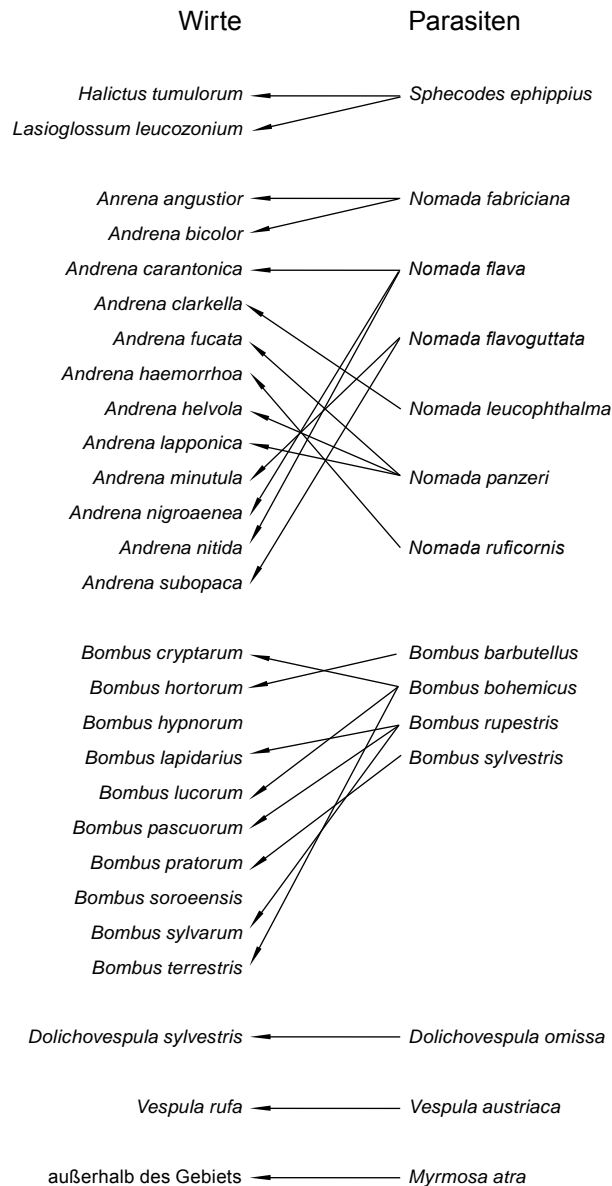 Wirte Parasiten
Halictus tumulorum Sphecodes ephippius
Lasioglossum leucozonium
Anrena angustior Nomada fabriciana
Andrena bicolor
Andrena carantonica Nomada flava
Andrena clarkella
Andrena fucata Nomada flavoguttata
Andrena haemorrhoa
Andrena helvola Nomada leucophthalma
Andrena lapponica
Andrena minutula Nomada panzeri
Andrena nigroaenea
Andrena nitida Nomada ruficornis
Andrena subopaca
Bombus cryptarum Bombus barbutellus
Bombus hortorum Bombus bohemicus
Bombus hypnorum Bombus rupestris
Bombus lapidarius Bombus sylvestris
Bombus lucorum
Bombus pascuorum
Bombus pratorum
Bombus soroeensis
Bombus sylvarum
Bombus terrestris
Dolichovespula sylvestris Dolichovespula omissa
Vespula rufa Vespula austriaca
außerhalb des Gebiets Myrmosa atra